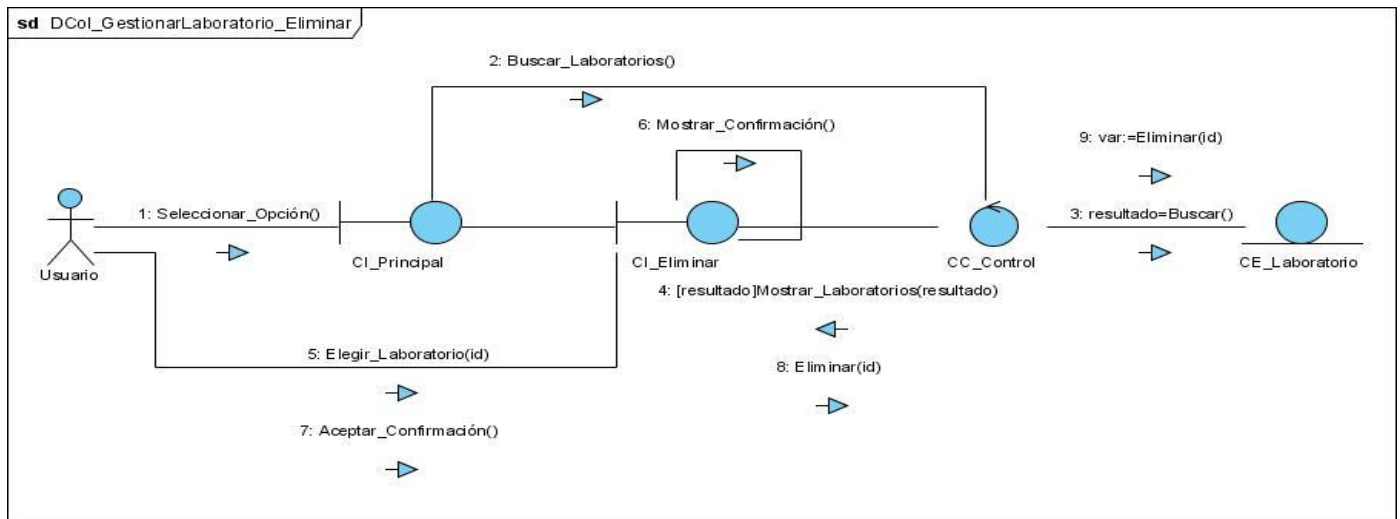 sd DCol_GestionarLaboratorio_Eliminar
2: Buscar_Laboratorios()
6: Mostrar_Confirmación()
9: var:=Eliminar(id)
1: Seleccionar_Opción()
3: resultado=Buscar()
Usuario
CI_Principal
CI_Eliminar
CC_Control
CE_Laboratorio
4: [resultado]Mostrar_Laboratorios(resultado)
5: Elegir_Laboratorio(id)
8: Eliminar(id)
7: Aceptar_Confirmación()